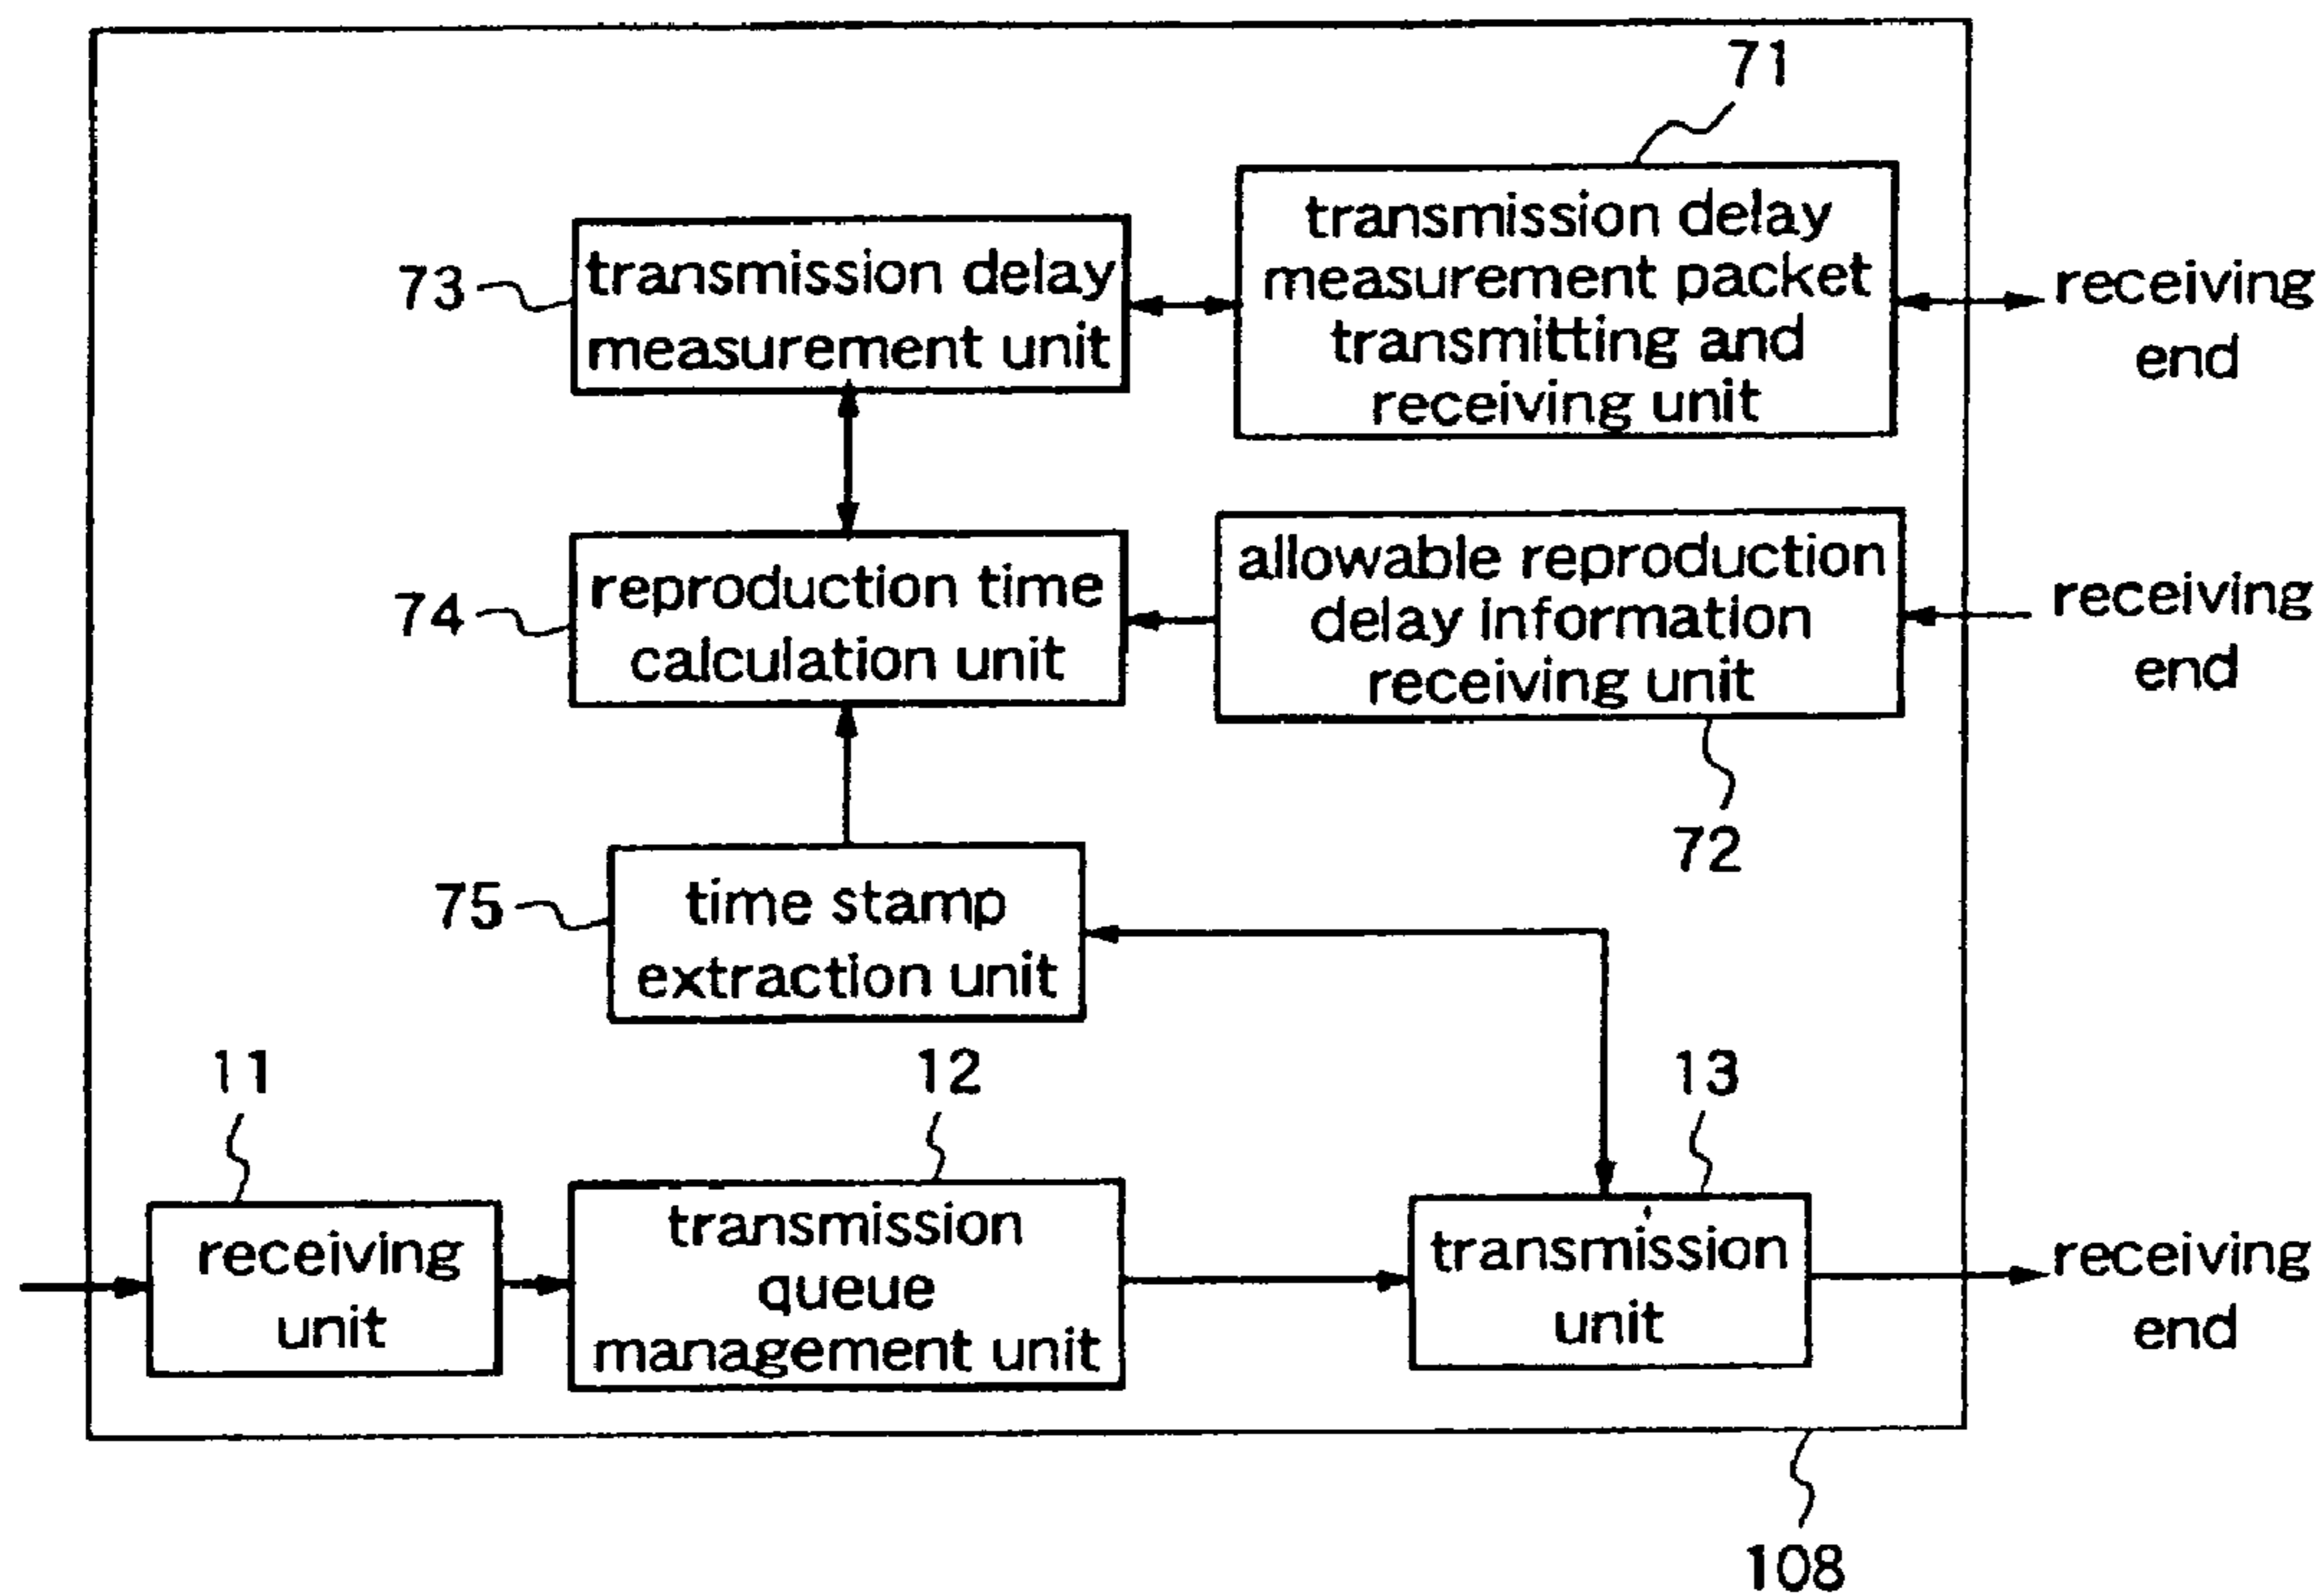 71
transmission delay
measurement packet
transmitting and
receiving unit
73
transmission delay
measurement unit
receiving
end
74
reproduction time
calculation unit
allowable reproduction
delay information
receiving unit
receiving
end
72
75
time stamp
extraction unit
11
12
13
receiving
unit
transmission
queue
management unit
transmission
unit
receiving
end
108